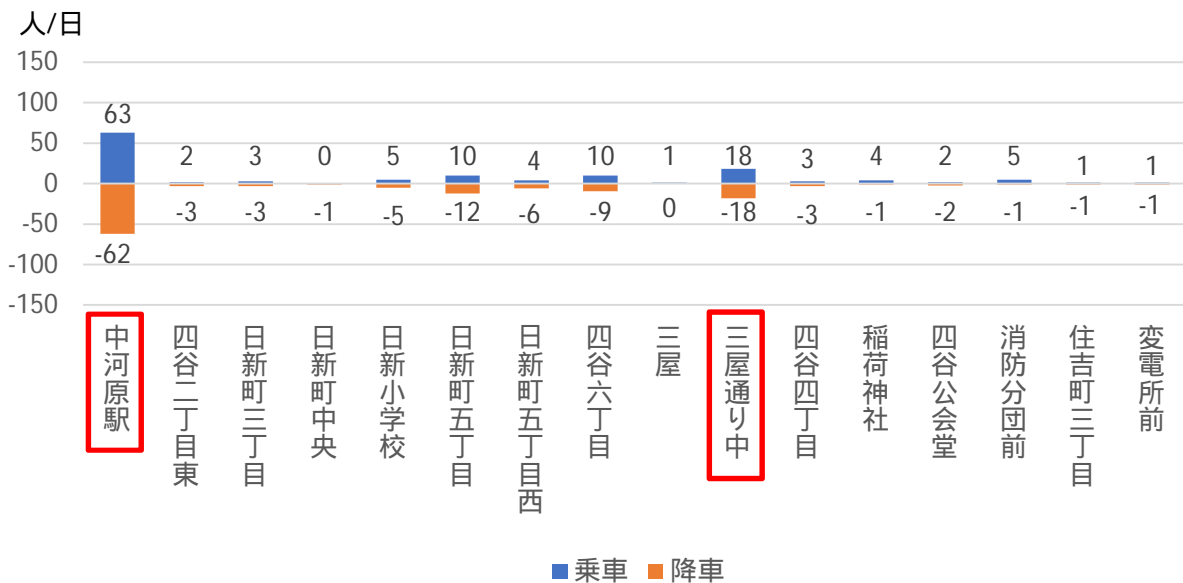 人/日
150
100
50
0
-50
-100
-150
63 2 3 0 5 10 4 10 1 18 3 4 2 5 1 1
-62 -3 -3 -1 -5 -12 -6 -9 0 -18 -3 -1 -2 -1 -1 -1
中河原駅
四谷二丁目東
日新町三丁目
日新町中央
日新小学校
日新町五丁目
日新町五丁目西
四谷六丁目
三屋
三屋通り中
四谷四丁目
稲荷神社
四谷公会堂
消防分団前
住吉町三丁目
変電所前
乗車 降車